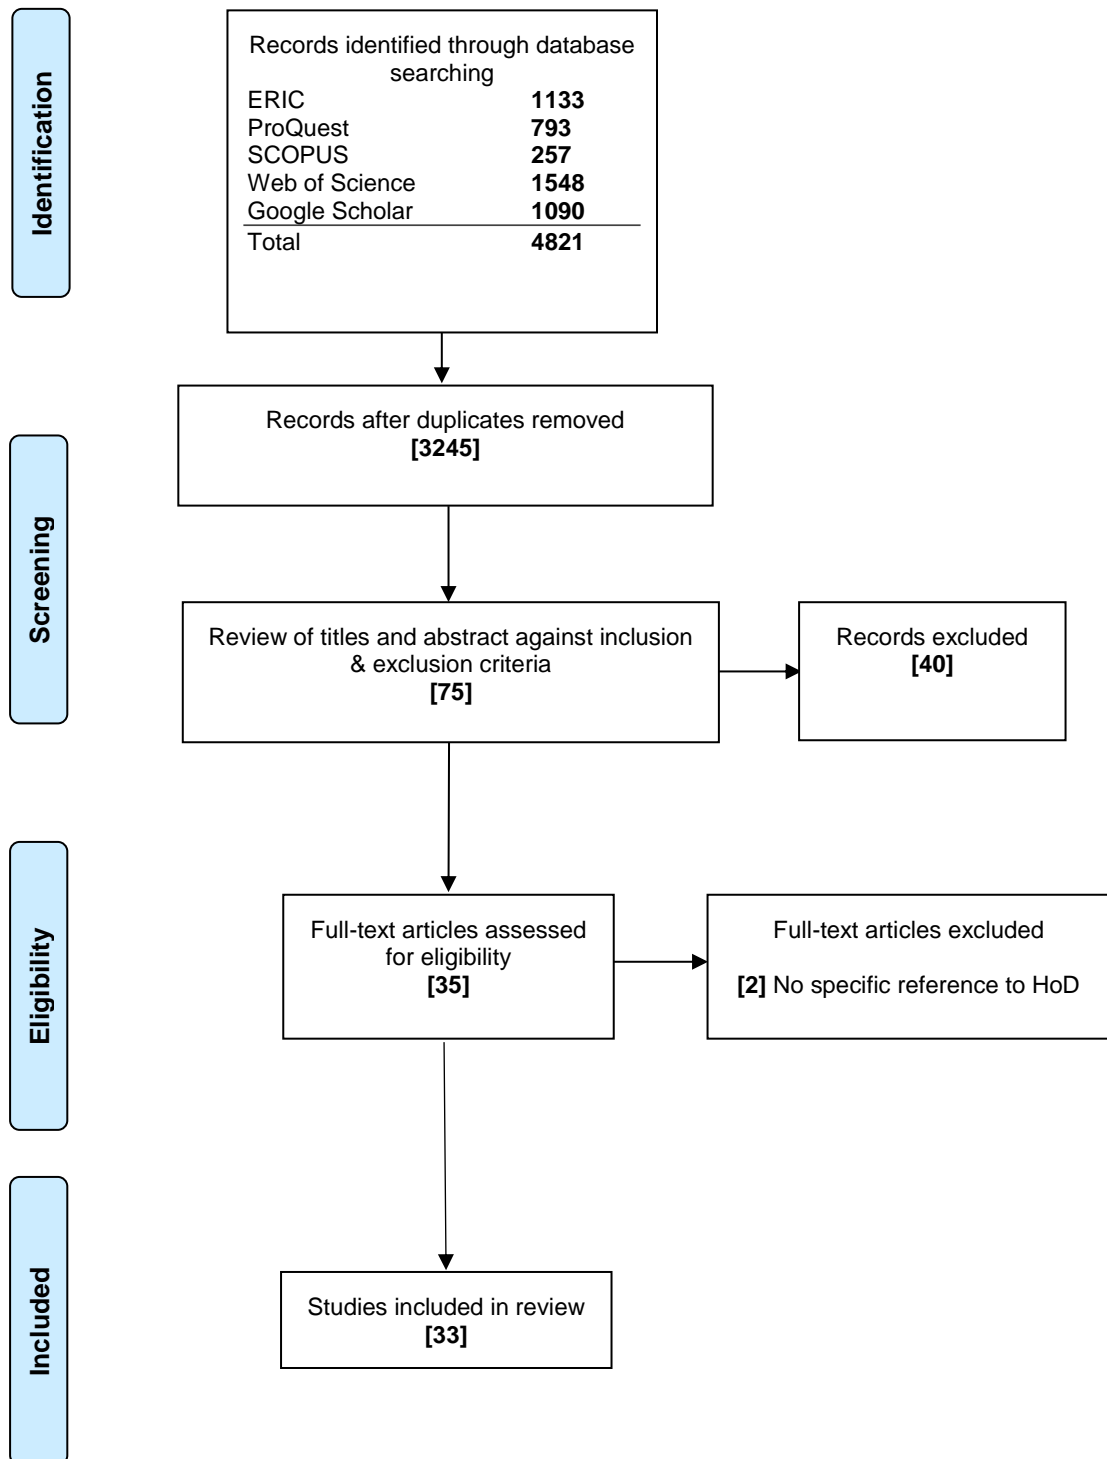 Identification
Records identified through database
searching
ERIC 1133
ProQuest 793
SCOPUS 257
Web of Science 1548
Google Scholar 1090
Total 4821
Records after duplicates removed
[3245]
Screening
Review of titles and abstract against inclusion
& exclusion criteria
[75]
Records excluded
[40]
Eligibility
Full-text articles assessed
for eligibility
[35]
Full-text articles excluded
[2] No specific reference to HoD
Included
Studies included in review
[33]